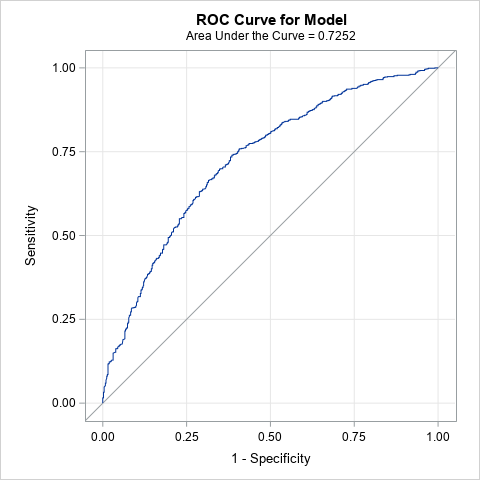 ROC Curve for Model
Area Under the Curve = 0.7252
1.00
0.75
0.50
0.25
0.00
Sensitivity
0.00 0.25 0.50 0.75 1.00
1 - Specificity